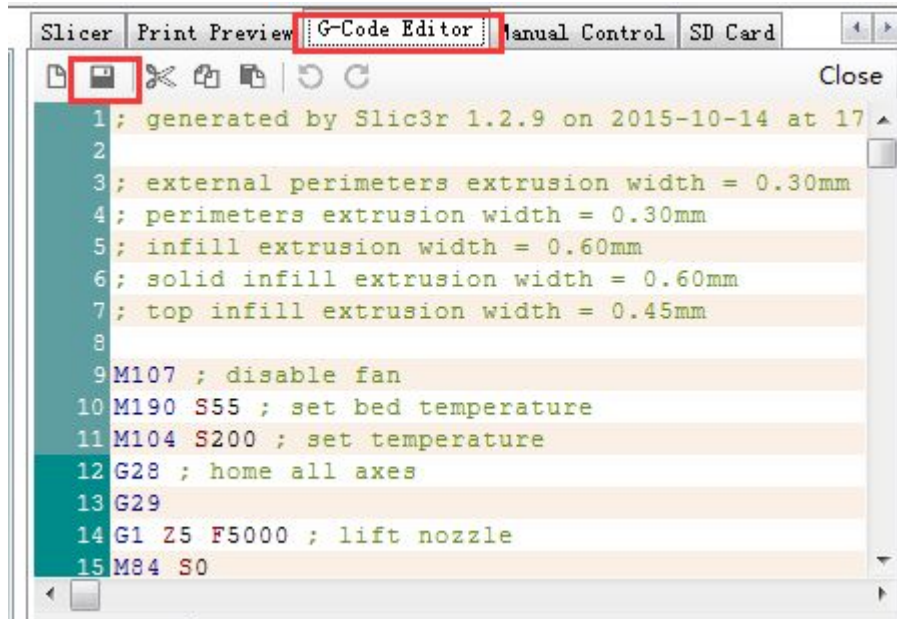 Slicer Print Preview G-Code Editor Manual Control SD Card
Close
1 ; generated by Slic3r 1.2.9 on 2015-10-14 at 17
2
3 ; external perimeters extrusion width = 0.30mm
4 ; perimeters extrusion width = 0.30mm
5 ; infill extrusion width = 0.60mm
6 ; solid infill extrusion width = 0.60mm
7 ; top infill extrusion width = 0.45mm
8
9 M107 ; disable fan
10 M190 S55 ; set bed temperature
11 M104 S200 ; set temperature
12 G28 ; home all axes
13 G29
14 G1 Z5 F5000 ; lift nozzle
15 M84 S0